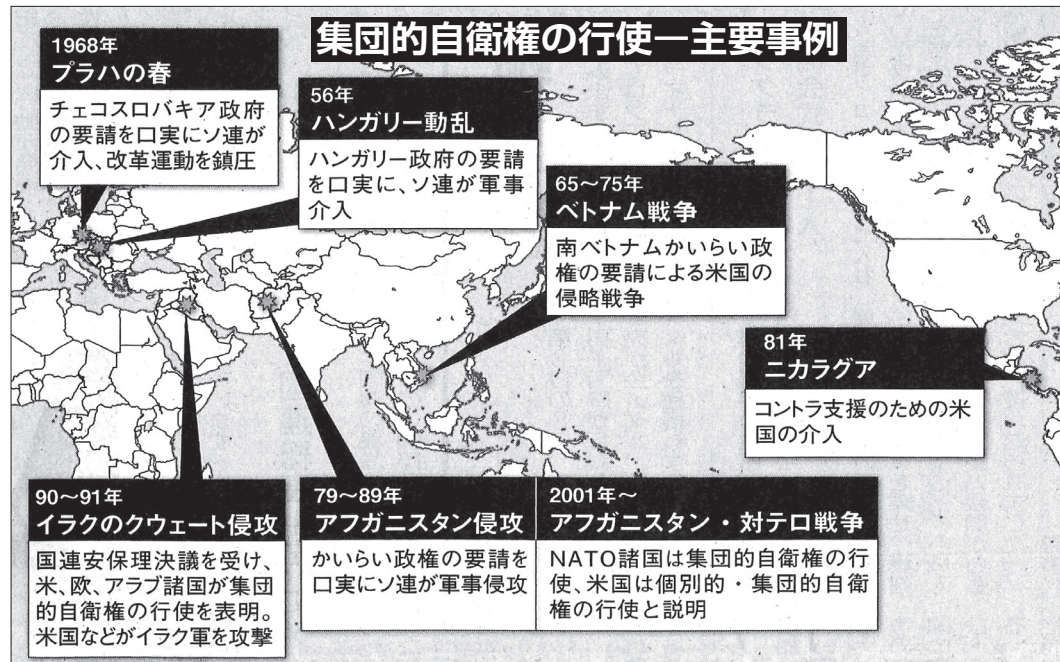 集団的自衛権の行使―主要事例
1968年
プラハの春
チェコスロバキア政府
の要請を口実にソ連が
介入、改革運動を鎮圧
56年
ハンガリー動乱
ハンガリー政府の要請
を口実に、ソ連が軍事
介入
65～75年
ベトナム戦争
南ベトナムかいらい政
権の要請による米国の
侵略戦争
81年
ニカラグア
コントラ支援のための米
国の介入
90～91年
イラクのクウェート侵攻
国連安保理決議を受け、
米、欧、アラブ諸国が集団
的自衛権の行使を表明。
米国などがイラク軍を攻撃
79～89年
アフガニスタン侵攻
かいらい政権の要請を
口実にソ連が軍事侵攻
2001年～
アフガニスタン・対テロ戦争
NATO諸国は集団的自衛権の行
使、米国は個別的・集団的自衛
権の行使と説明